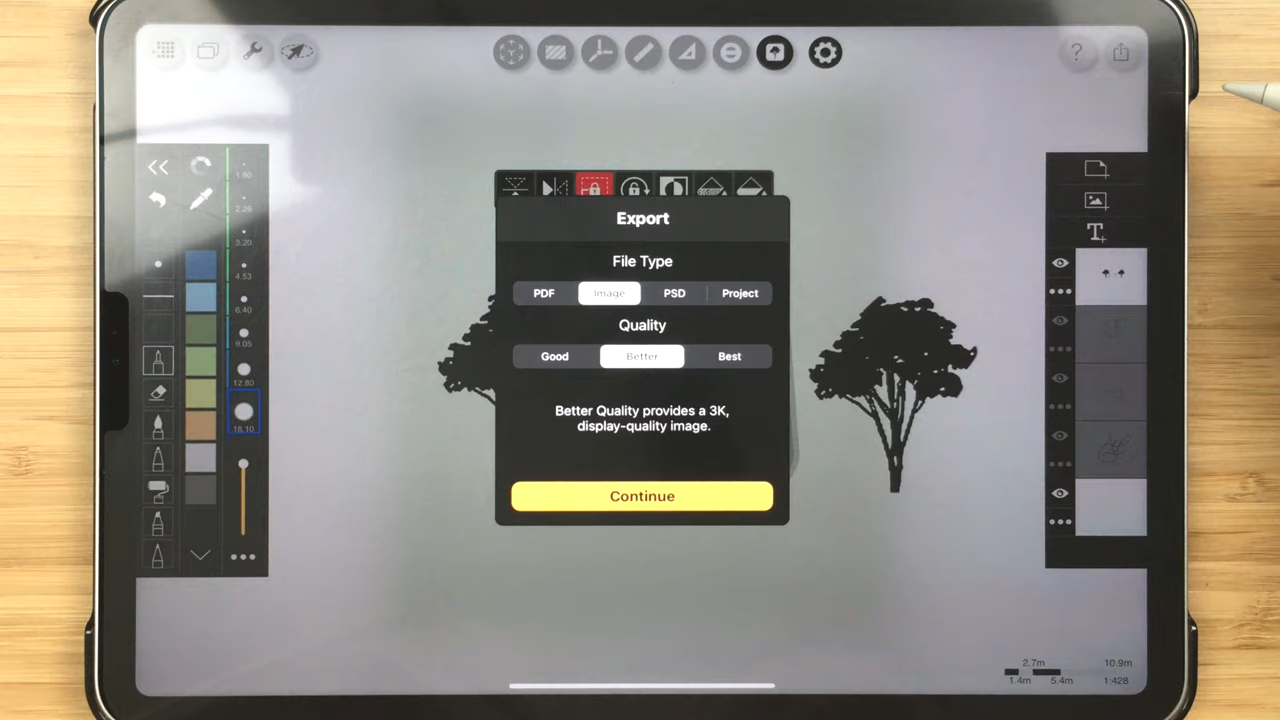 ?
1.80
2.26
3.20
4.53
6.40
9.05
12.80
18.10
Export
File Type
PDF Image PSD Project
Quality
Good Better Best
Better Quality provides a 3K,
display-quality image.
Continue
T
2.7m 10.9m
1.4m 5.4m 1:428